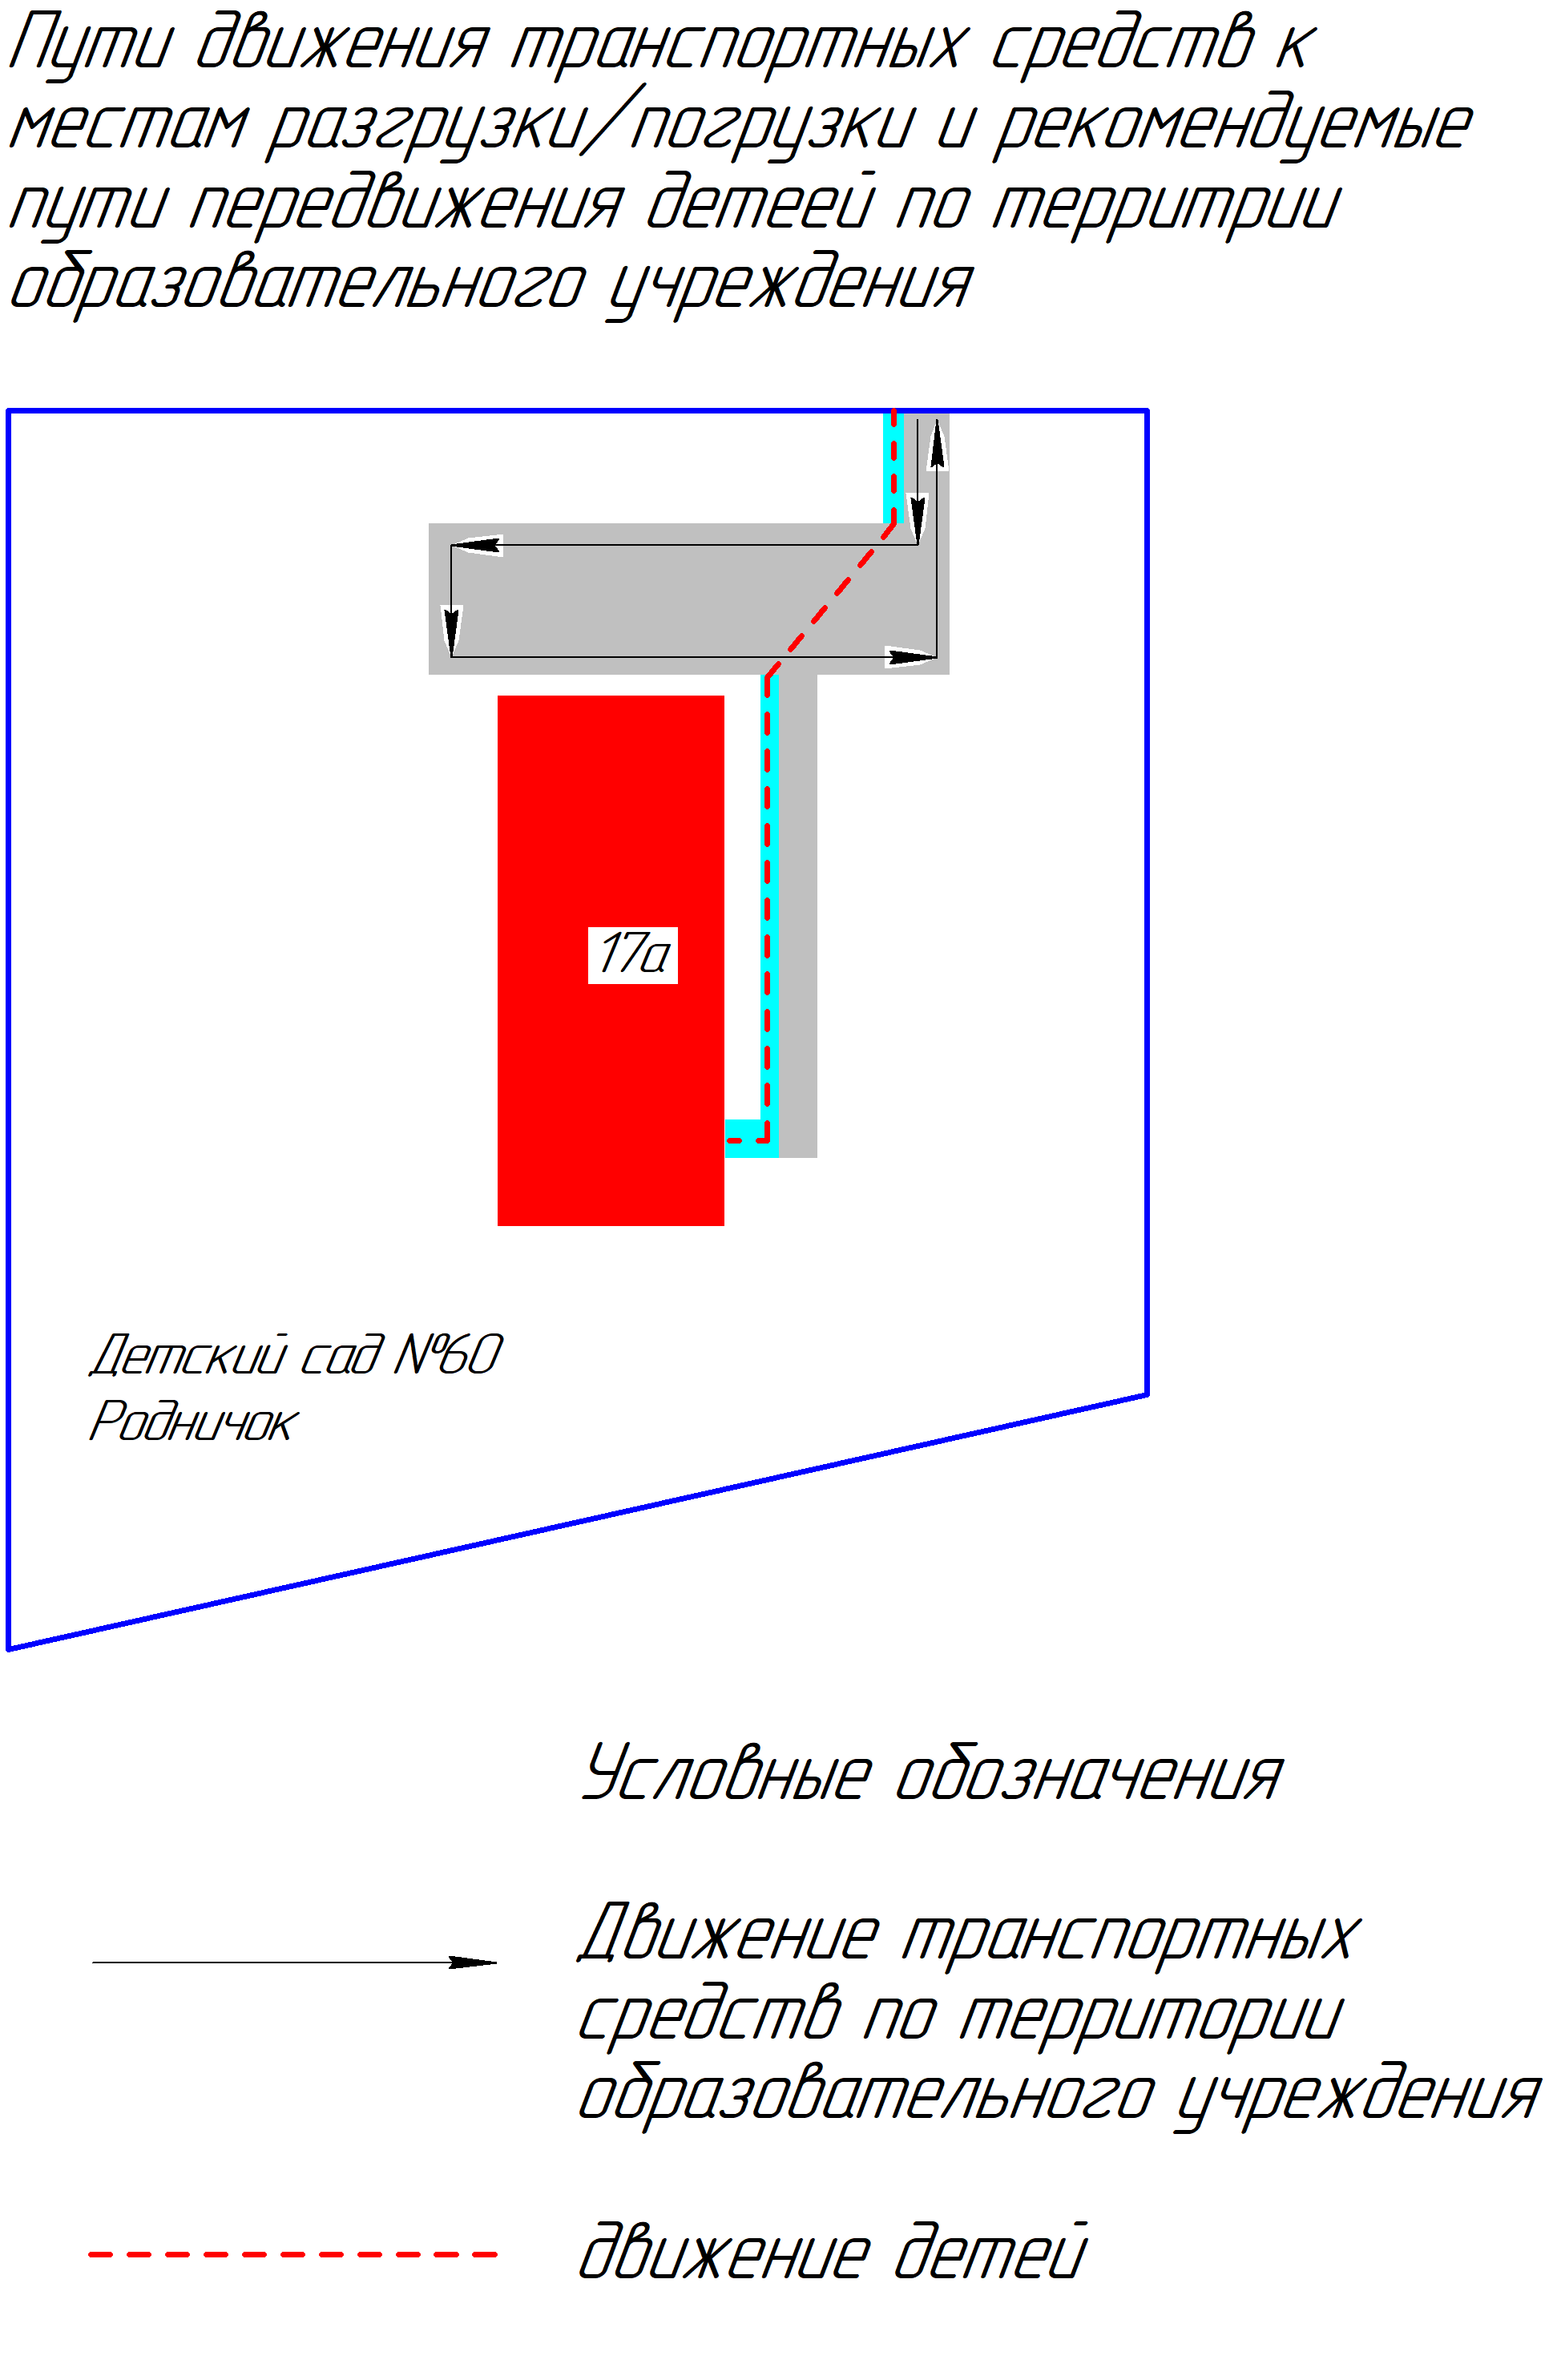 Пути движения транспортных средств к
местам разгрузки/погрузки и рекомендуемые
пути передвижения детеей по территрии
образовательного учреждения
17а
Детский сад №60
Родничок
Условные обозначения
Движение транспортных
средств по территории
образовательного учреждения
движение детей